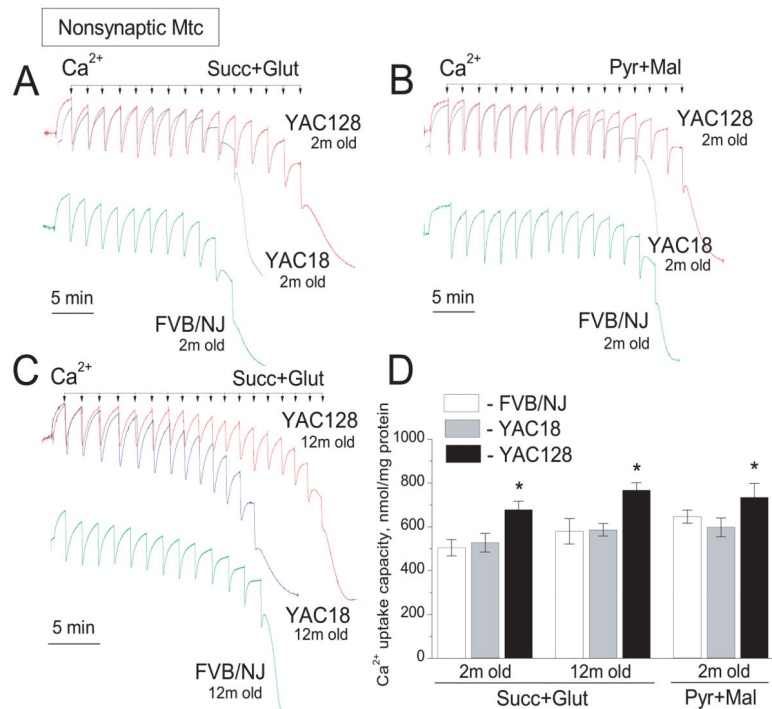 Nonsynaptic Mtc
A
Ca²⁺
Succ+Glut
YAC128
2m old
YAC18
2m old
5 min
FVB/NJ
2m old
B
Ca²⁺
Pyr+Mal
YAC128
2m old
YAC18
2m old
5 min
FVB/NJ
2m old
C
Ca²⁺
Succ+Glut
YAC128
12m old
YAC18
12m old
5 min
FVB/NJ
12m old
D
- FVB/NJ
- YAC18
- YAC128
Ca²⁺ uptake capacity, nmol/mg protein
1000
800
600
400
200
0
*
*
*
2m old
12m old
2m old
Succ+Glut
Pyr+Mal